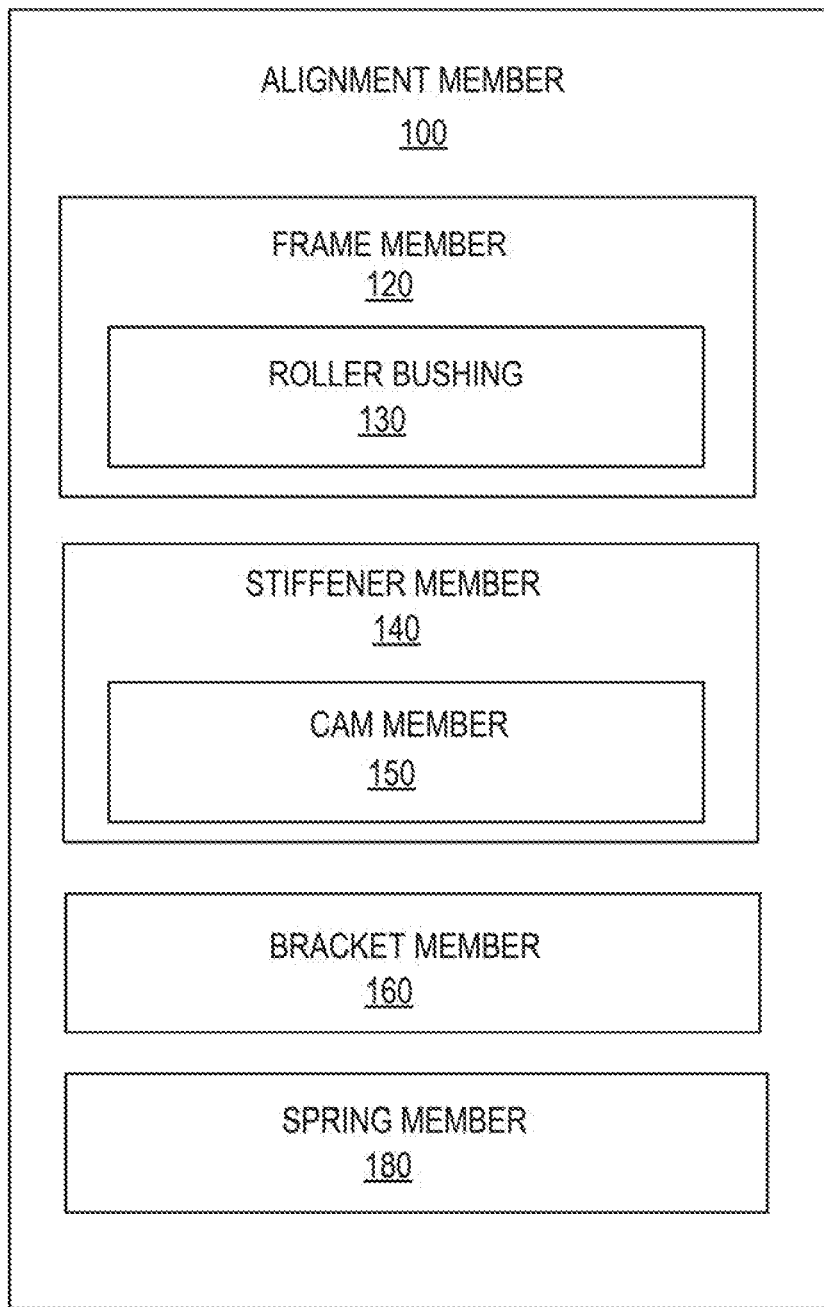 ALIGNMENT MEMBER
100
FRAME MEMBER
120
ROLLER BUSHING
130
STIFFENER MEMBER
140
CAM MEMBER
150
BRACKET MEMBER
160
SPRING MEMBER
180